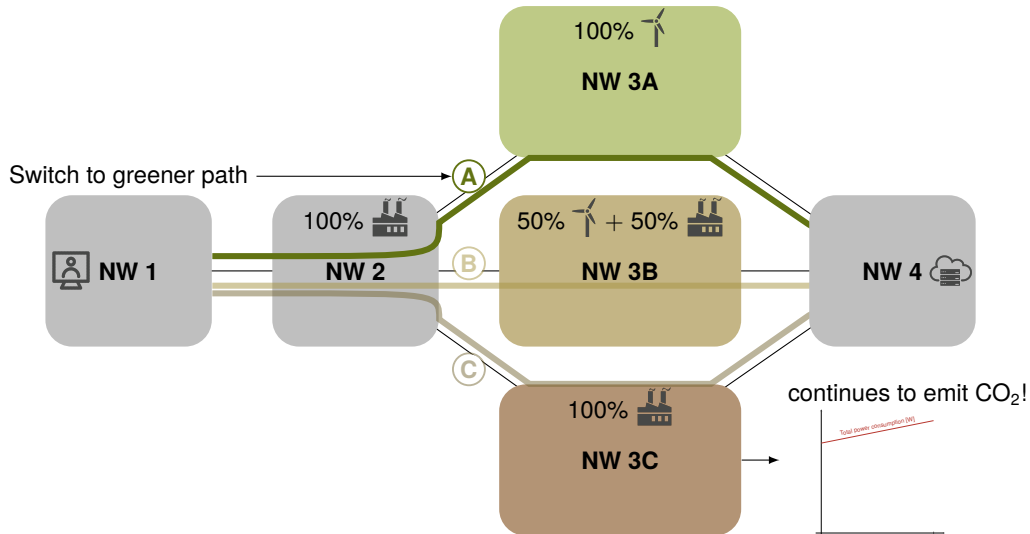 100%
NW 3A
Switch to greener path
A
100%
50% + 50%
NW 1
NW 2
B
NW 3B
NW 4
C
continues to emit CO₂!
100%
Total power consumption [W]
NW 3C